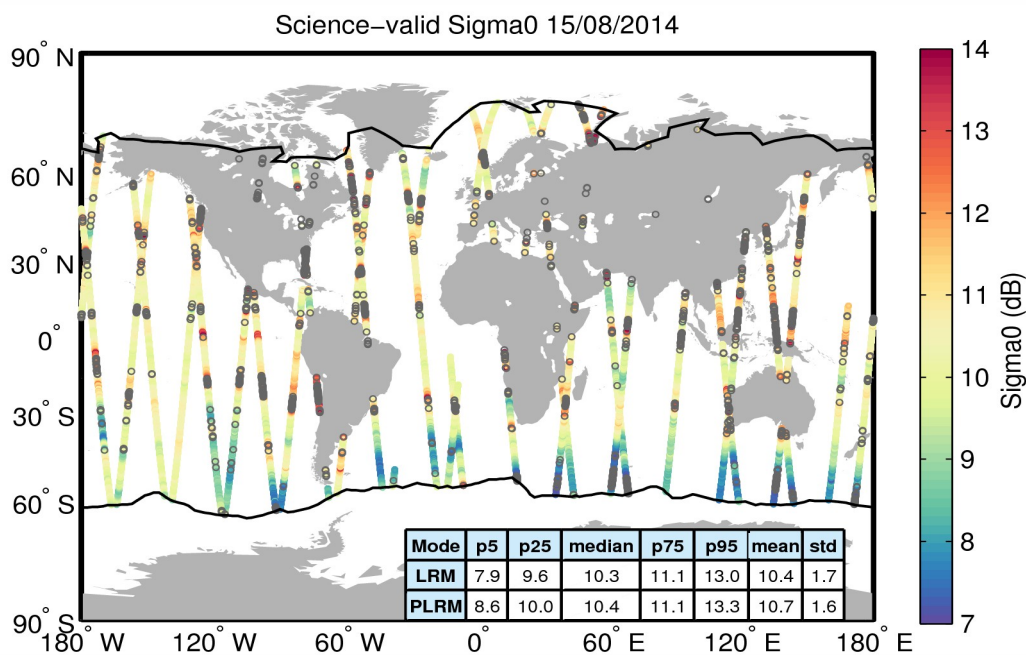 Science-valid Sigma0 15/08/2014
90° N
60° N
30° N
0°
30° S
60° S
90° S
180° W
120° W
60° W
0°
60° E
120° E
180° E
14
13
12
11
10
9
8
7
Sigma0 (dB)
Mode p5 p25 median p75 p95 mean std
LRM 7.9 9.6 10.3 11.1 13.0 10.4 1.7
PLRM 8.6 10.0 10.4 11.1 13.3 10.7 1.6